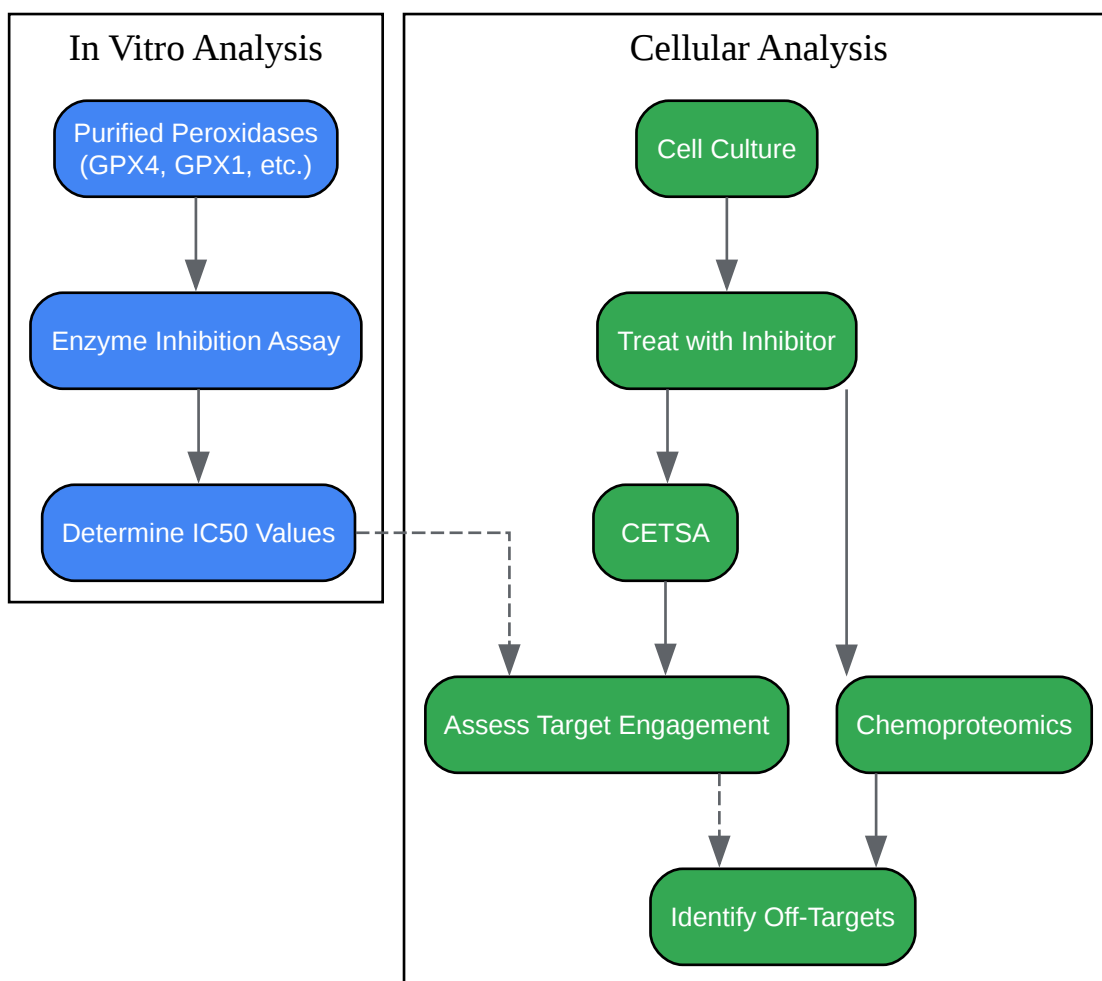 In Vitro Analysis
Purified Peroxidases
(GPX4, GPX1, etc.)
Enzyme Inhibition Assay
Determine IC50 Values
Cellular Analysis
Cell Culture
Treat with Inhibitor
CETSA
Assess Target Engagement
Chemoproteomics
Identify Off-Targets